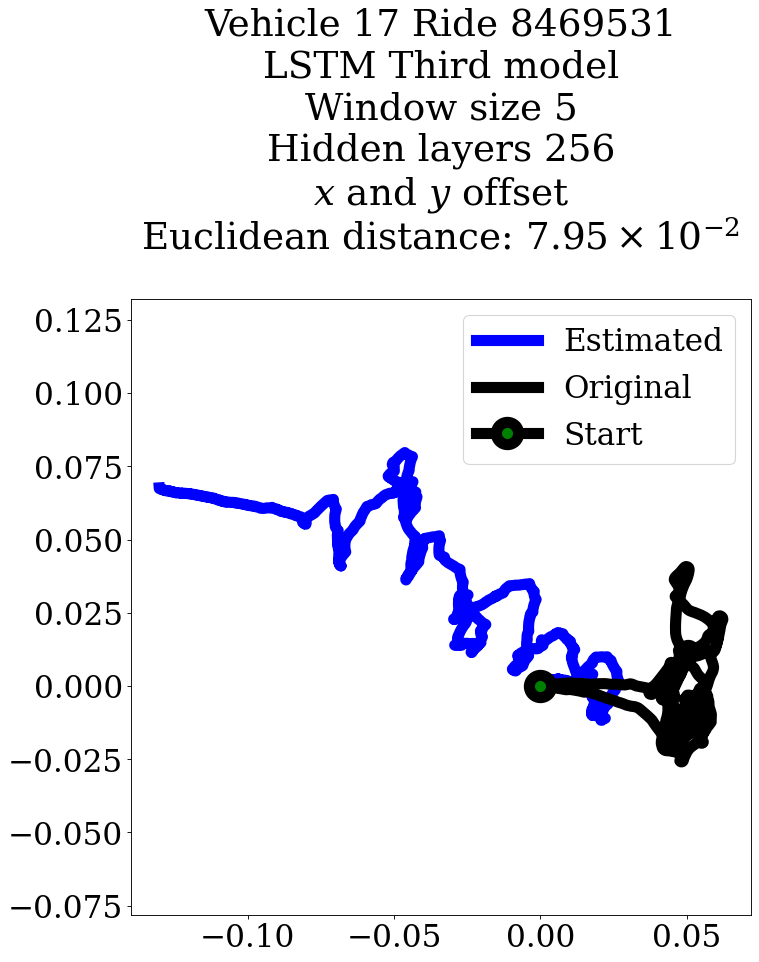 Vehicle 17 Ride 8469531
LSTM Third model
Window size 5
Hidden layers 256
x and y offset
Euclidean distance: 7.95 × 10⁻²
Estimated
Original
Start
0.125
0.100
0.075
0.050
0.025
0.000
−0.025
−0.050
−0.075
−0.10 −0.05 0.00 0.05